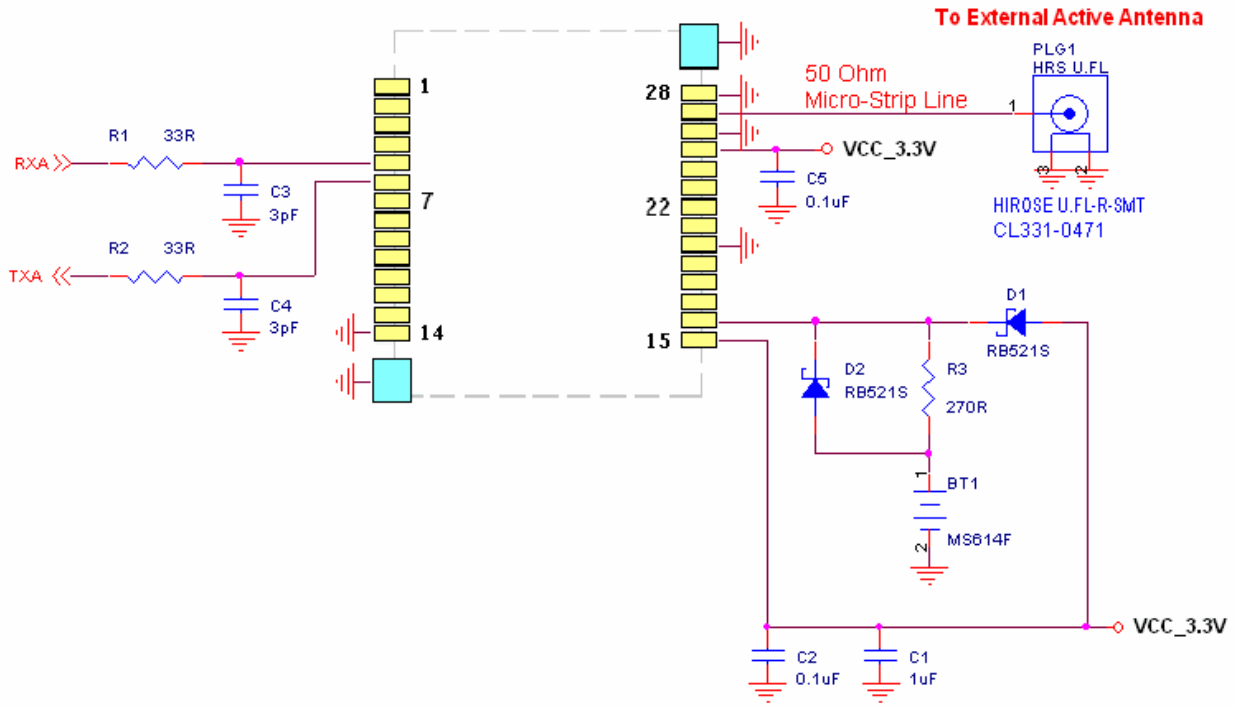 To External Active Antenna
PLG1
HRS U.FL
50 Ohm
Micro-Strip Line
1
28
1
R1 33R
VCC_3.3V
RXA
C3
3pF
C5
0.1uF
3
2
7
22
HIROSE U.FL-R-SMT
CL331-0471
R2 33R
TXA
C4
3pF
D1
14
15
RB521S
D2
RB521S
R3
270R
1
BT1
2
MS614F
VCC_3.3V
C2
0.1uF
C1
1uF